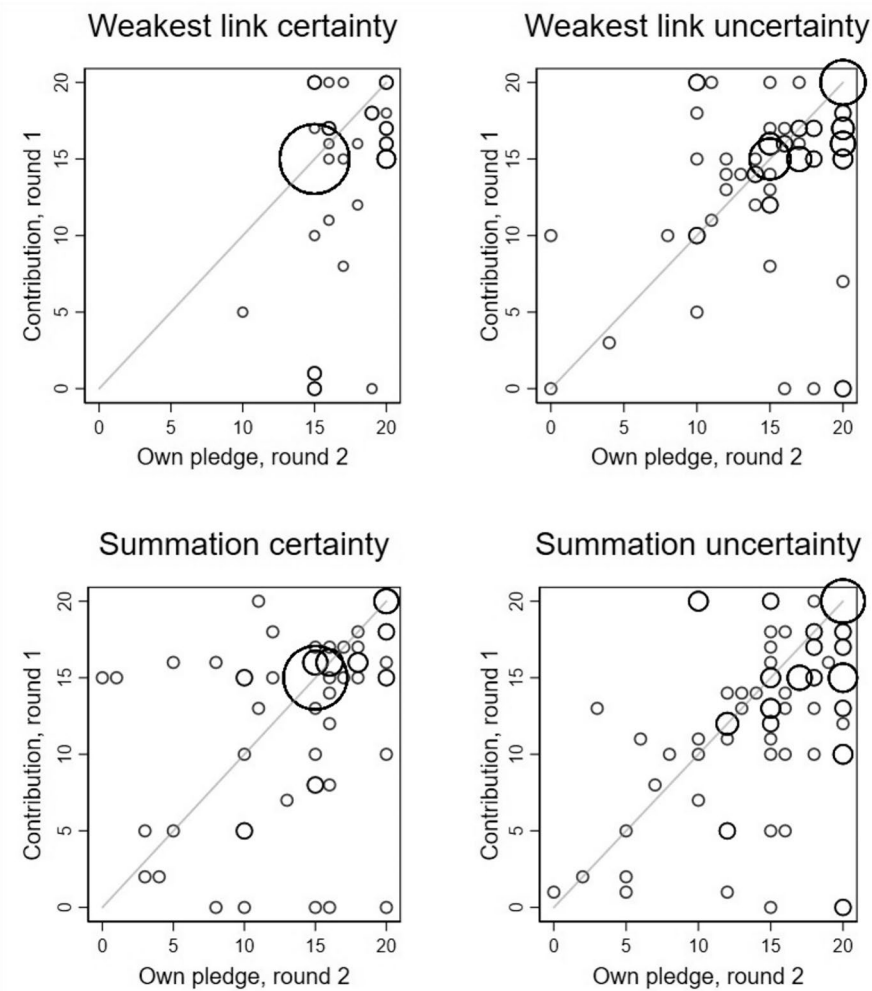 Weakest link certainty
Weakest link uncertainty
Contribution, round 1
20
15
10
5
0
0 5 10 15 20
Own pledge, round 2
Contribution, round 1
20
15
10
5
0
0 5 10 15 20
Own pledge, round 2
Summation certainty
Summation uncertainty
Contribution, round 1
20
15
10
5
0
0 5 10 15 20
Own pledge, round 2
Contribution, round 1
20
15
10
5
0
0 5 10 15 20
Own pledge, round 2